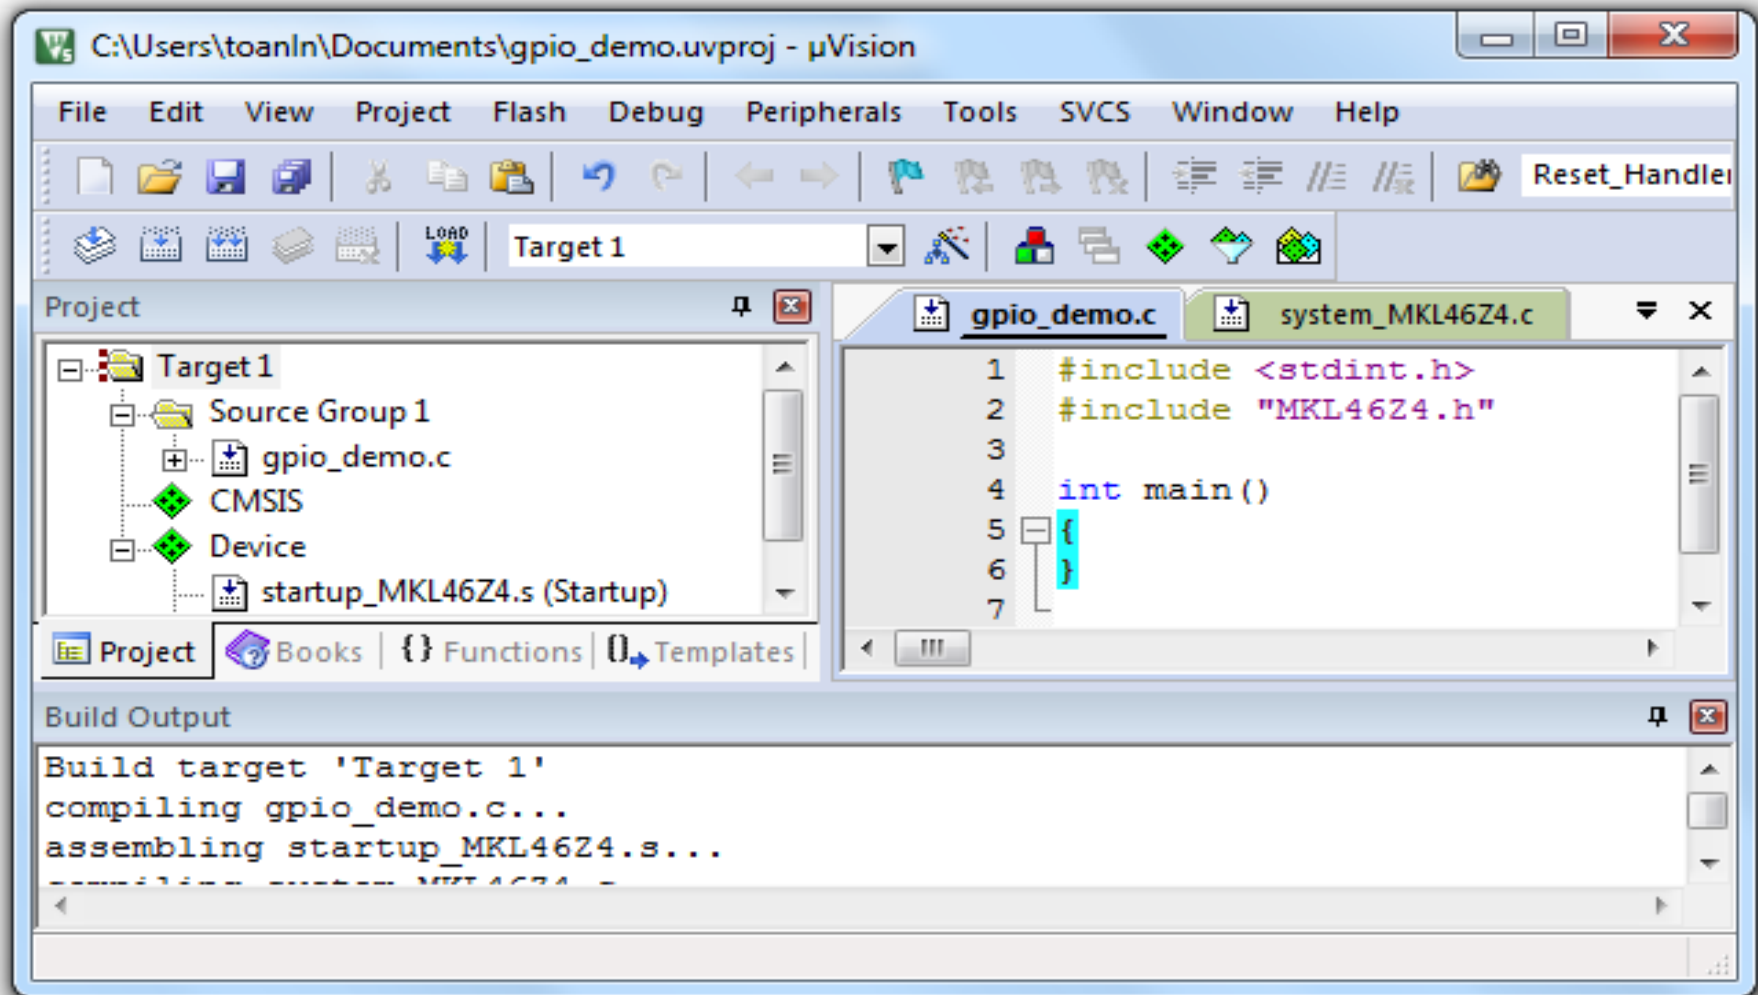 C:\Users\toanln\Documents\gpio_demo.uvproj - µVision
File Edit View Project Flash Debug Peripherals Tools SVCS Window Help
Reset_Handler
LOAD
Target 1
Project
gpio_demo.c system_MKL46Z4.c
Target 1
Source Group 1
gpio_demo.c
CMSIS
Device
startup_MKL46Z4.s (Startup)
1 #include <stdint.h>
2 #include "MKL46Z4.h"
3
4 int main()
5 {
6 }
7
Project Books {} Functions Templates
Build Output
Build target 'Target 1'
compiling gpio_demo.c...
assembling startup_MKL46Z4.s...
compiling system_MKL46Z4.c...